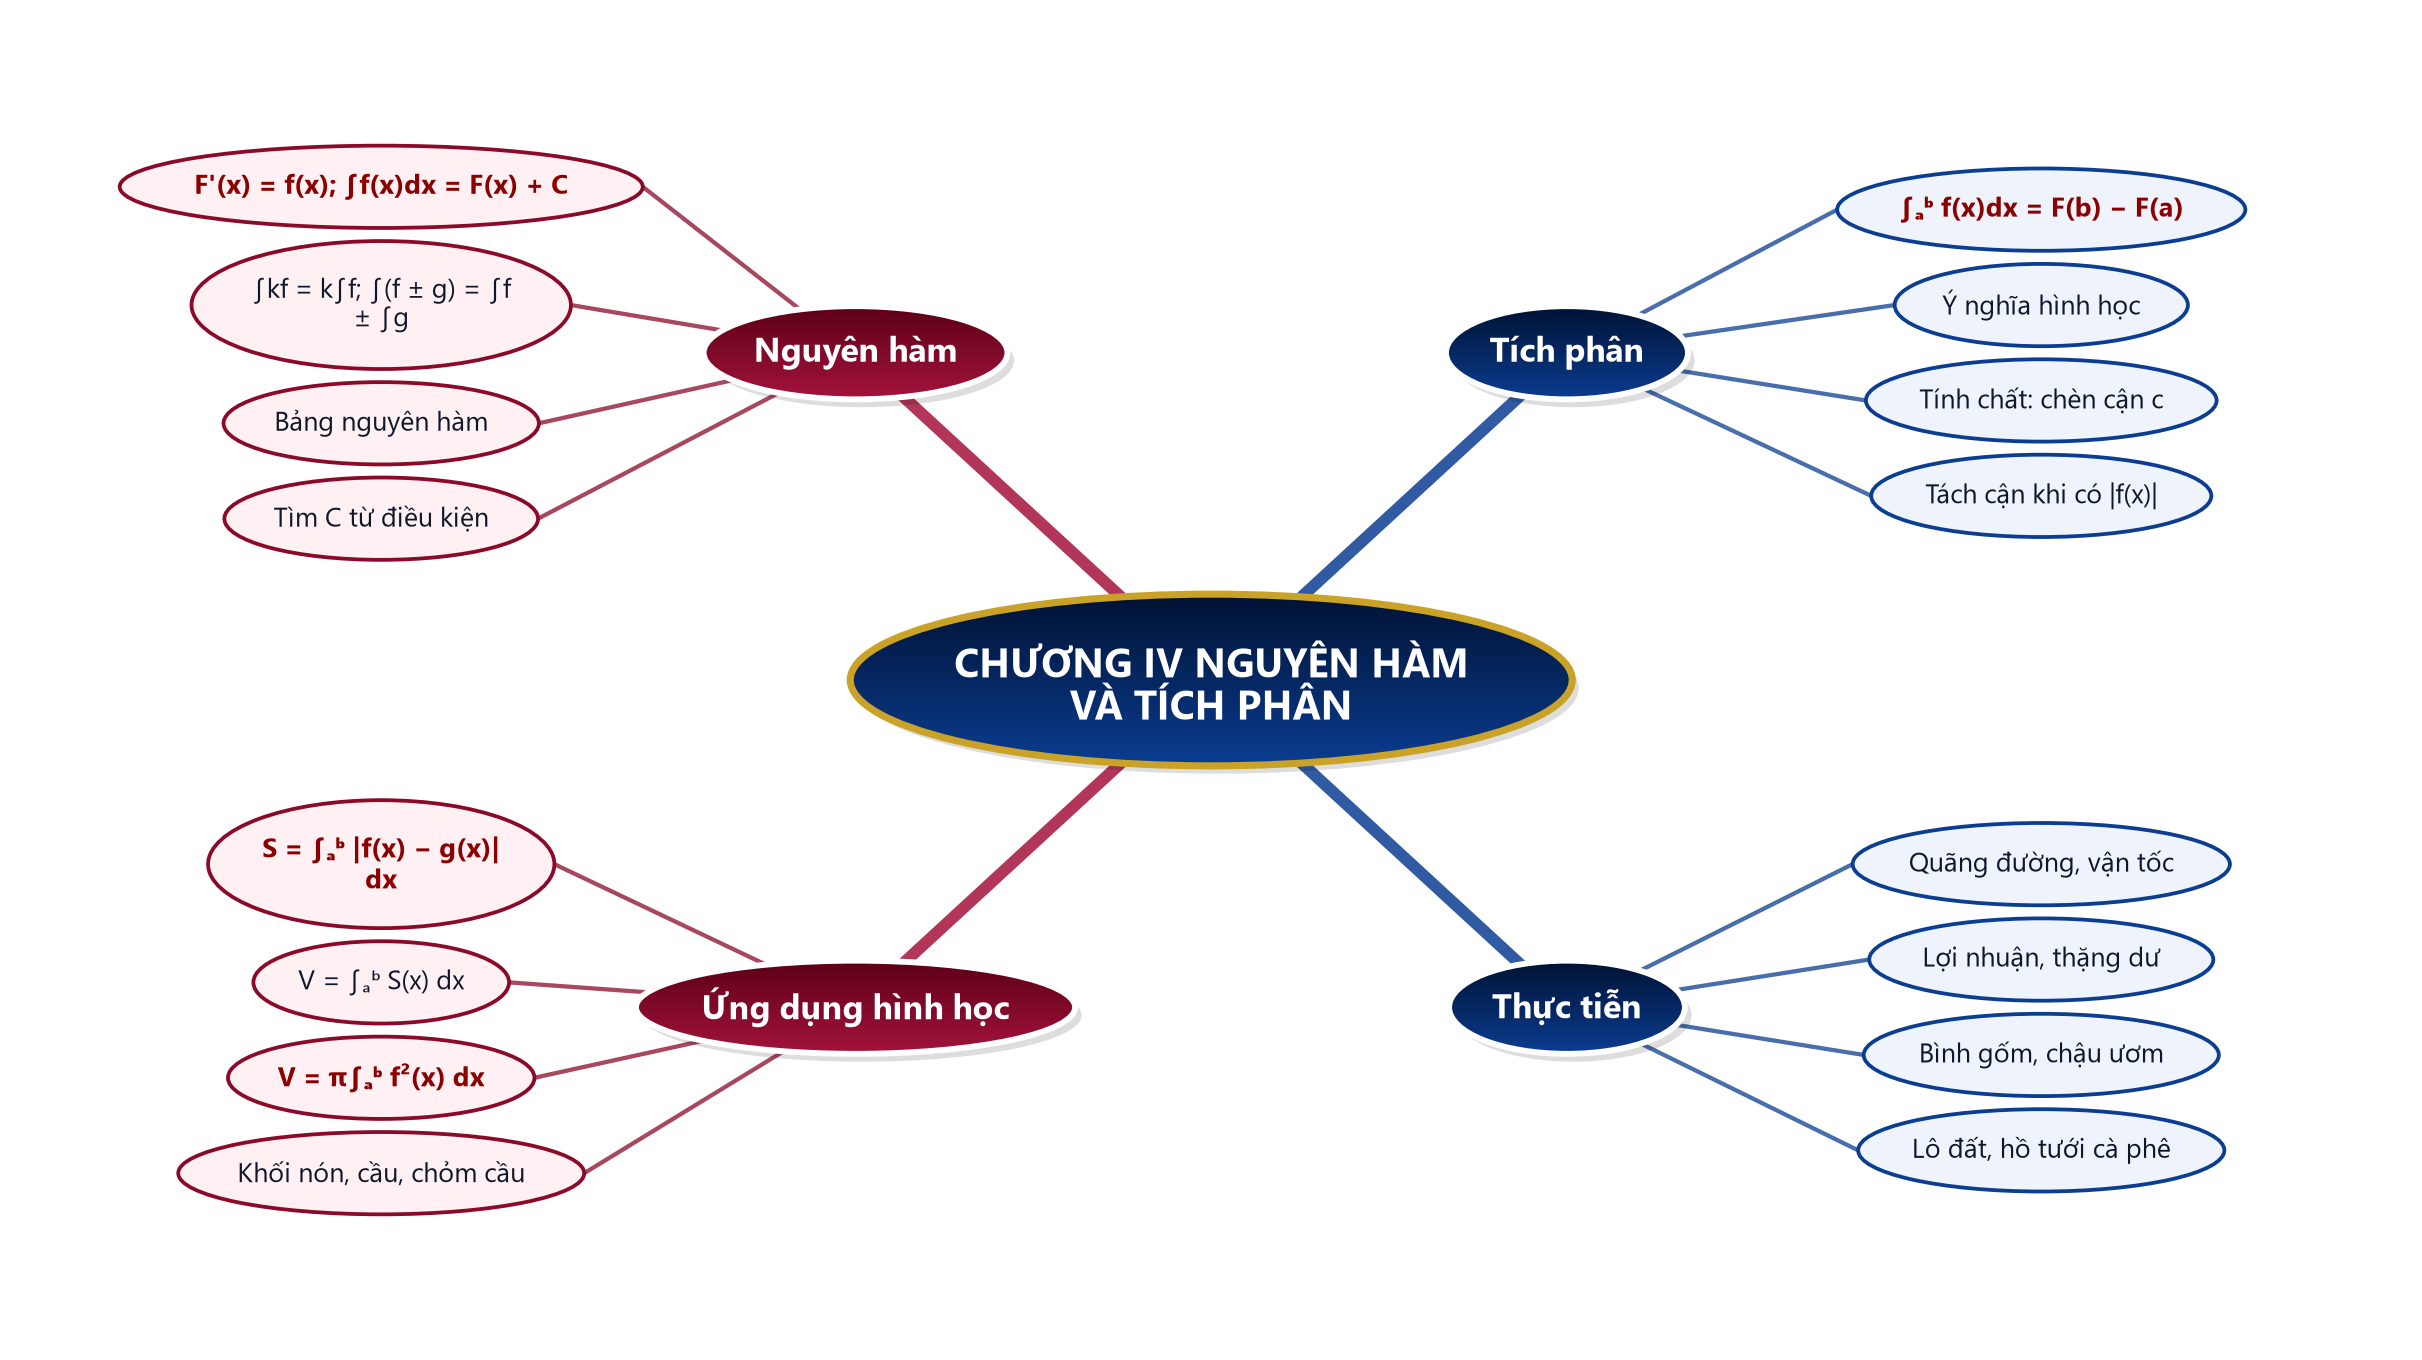 F'(x) = f(x); ∫f(x)dx = F(x) + C
∫kf = k∫f; ∫(f ± g) = ∫f
± ∫g
Bảng nguyên hàm
Tìm C từ điều kiện
Nguyên hàm
∫ₐᵇ f(x)dx = F(b) − F(a)
Ý nghĩa hình học
Tính chất: chèn cận c
Tách cận khi có |f(x)|
Tích phân
CHƯƠNG IV NGUYÊN HÀM
VÀ TÍCH PHÂN
S = ∫ₐᵇ |f(x) − g(x)|
dx
V = ∫ₐᵇ S(x) dx
V = π∫ₐᵇ f²(x) dx
Khối nón, cầu, chỏm cầu
Ứng dụng hình học
Quãng đường, vận tốc
Lợi nhuận, thặng dư
Bình gốm, chậu ươm
Lô đất, hồ tưới cà phê
Thực tiễn